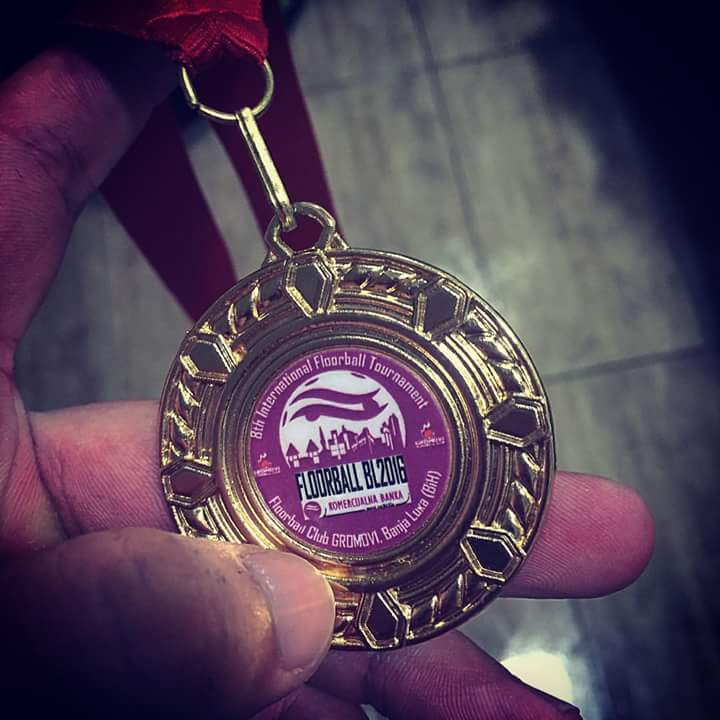 8th International Floorball Tournament
FLOORBALL BL2016
KOMERCIJALNA BANKA
Floorball Club GROMOVI, Banja Luka (BiH)